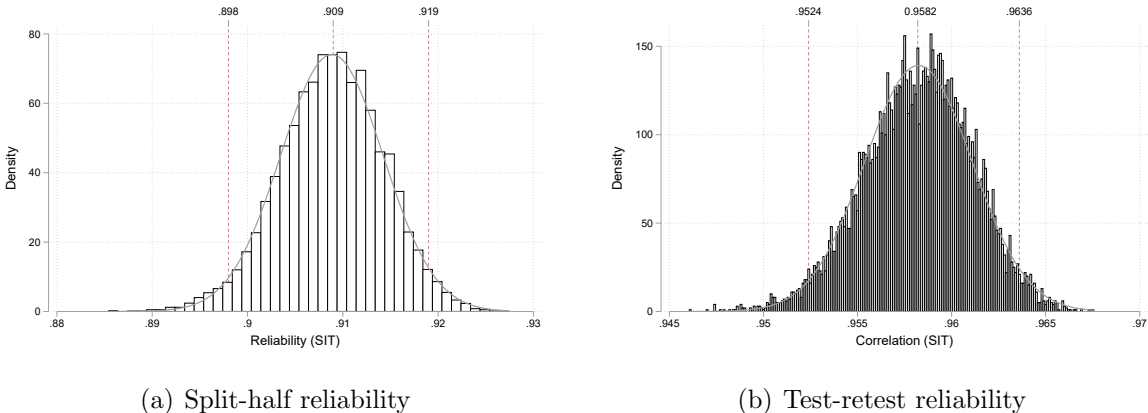 .898 .909 .919
80
60
40
20
0
Density
.88 .89 .9 .91 .92 .93
Reliability (SIT)
(a) Split-half reliability
.9524 0.9582 .9636
150
100
50
0
Density
.945 .95 .955 .96 .965 .97
Correlation (SIT)
(b) Test-retest reliability